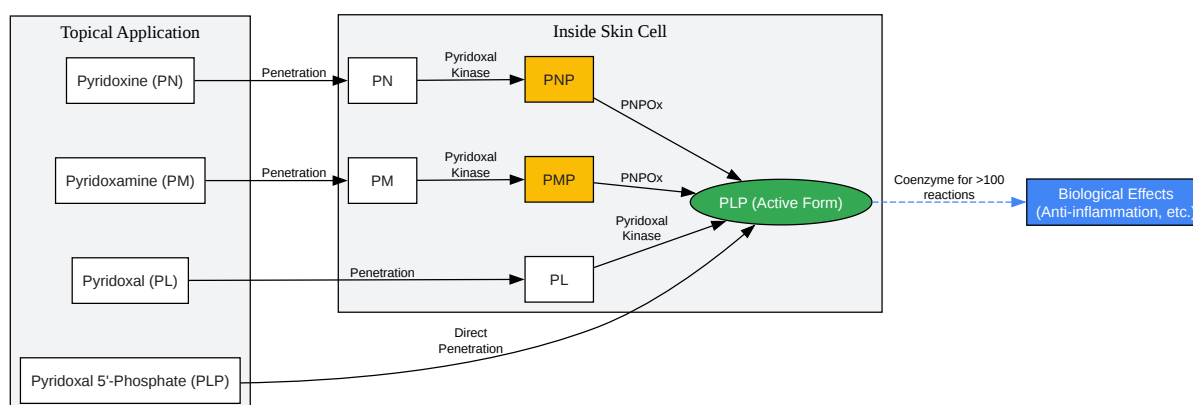 Topical Application
Inside Skin Cell
Pyridoxine (PN)
Penetration
PN
Pyridoxal
Kinase
PNP
PNPOx
Pyridoxamine (PM)
Penetration
PM
Pyridoxal
Kinase
PMP
PNPOx
PLP (Active Form)
Coenzyme for >100
reactions
Biological Effects
(Anti-inflammation, etc.)
Pyridoxal (PL)
Penetration
PL
Pyridoxal
Kinase
Pyridoxal 5'-Phosphate (PLP)
Direct
Penetration